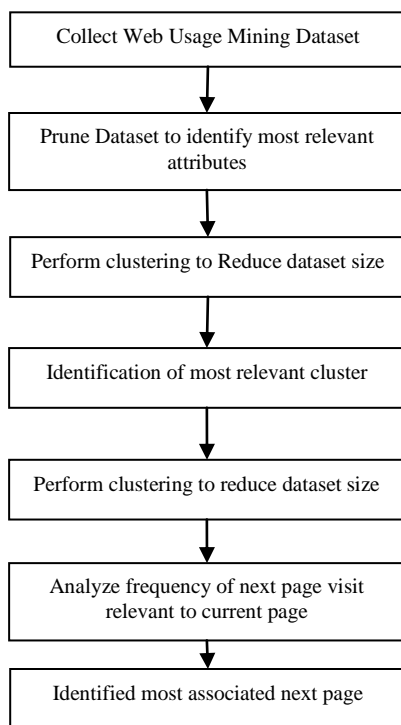 Collect Web Usage Mining Dataset
Prune Dataset to identify most relevant
attributes
Perform clustering to Reduce dataset size
Identification of most relevant cluster
Perform clustering to reduce dataset size
Analyze frequency of next page visit
relevant to current page
Identified most associated next page